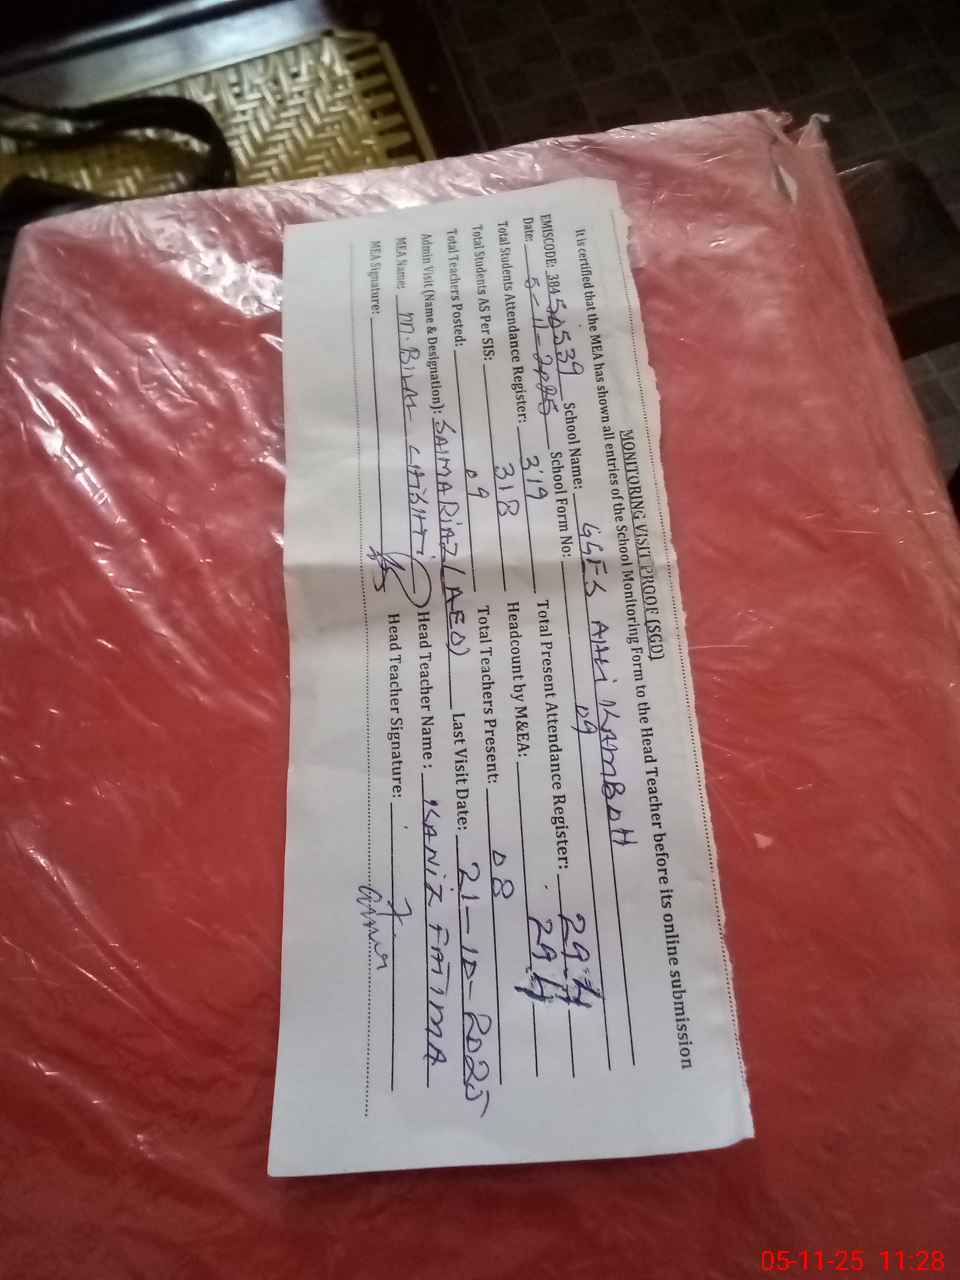 MONITORING VISIT PROOF (SGD)
It is certified that the MEA has shown all entries of the School Monitoring Form to the Head Teacher before its online submission
EMISCODE: 38450539 School Name: GGES AHLI KAMBOH
Date: 5-11-2025 School Form No: 09
Total Students Attendance Register: 319 Total Present Attendance Register: 294
Total Students AS Per SIS: 318 Headcount by M&EA: 294
Total Teachers Posted: 09 Total Teachers Present: 08
Admin Visit (Name & Designation): SAIMA RIAZ (AEO) Last Visit Date: 21-10-2025
MEA Name: M. BILAL Head Teacher Name : KANIZ FATIMA
MEA Signature: Head Teacher Signature:
05-11-25 11:28